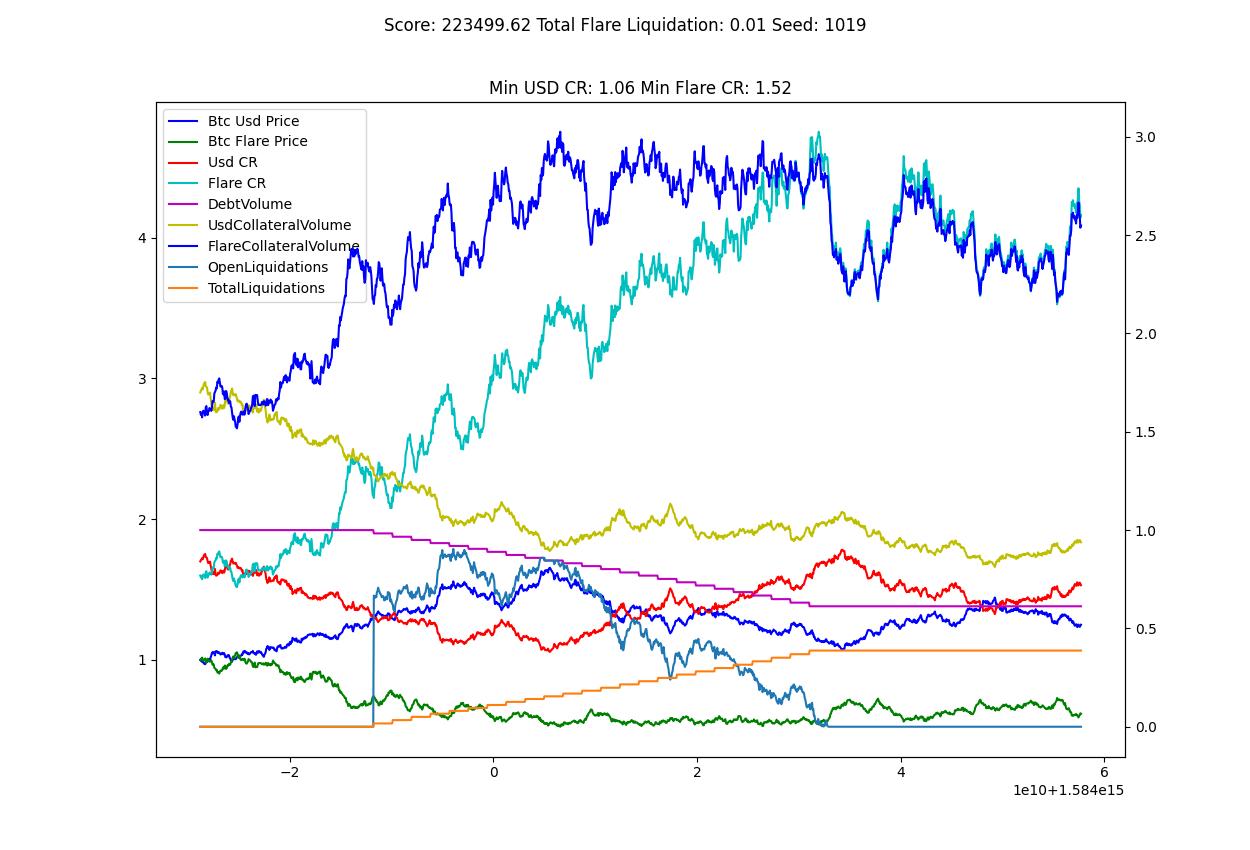 Score: 223499.62 Total Flare Liquidation: 0.01 Seed: 1019
Min USD CR: 1.06 Min Flare CR: 1.52
Btc Usd Price
Btc Flare Price
Usd CR
Flare CR
DebtVolume
UsdCollateralVolume
FlareCollateralVolume
OpenLiquidations
TotalLiquidations
4
3
2
1
3.0
2.5
2.0
1.5
1.0
0.5
0.0
−2
0
2
4
6
1e10+1.584e15